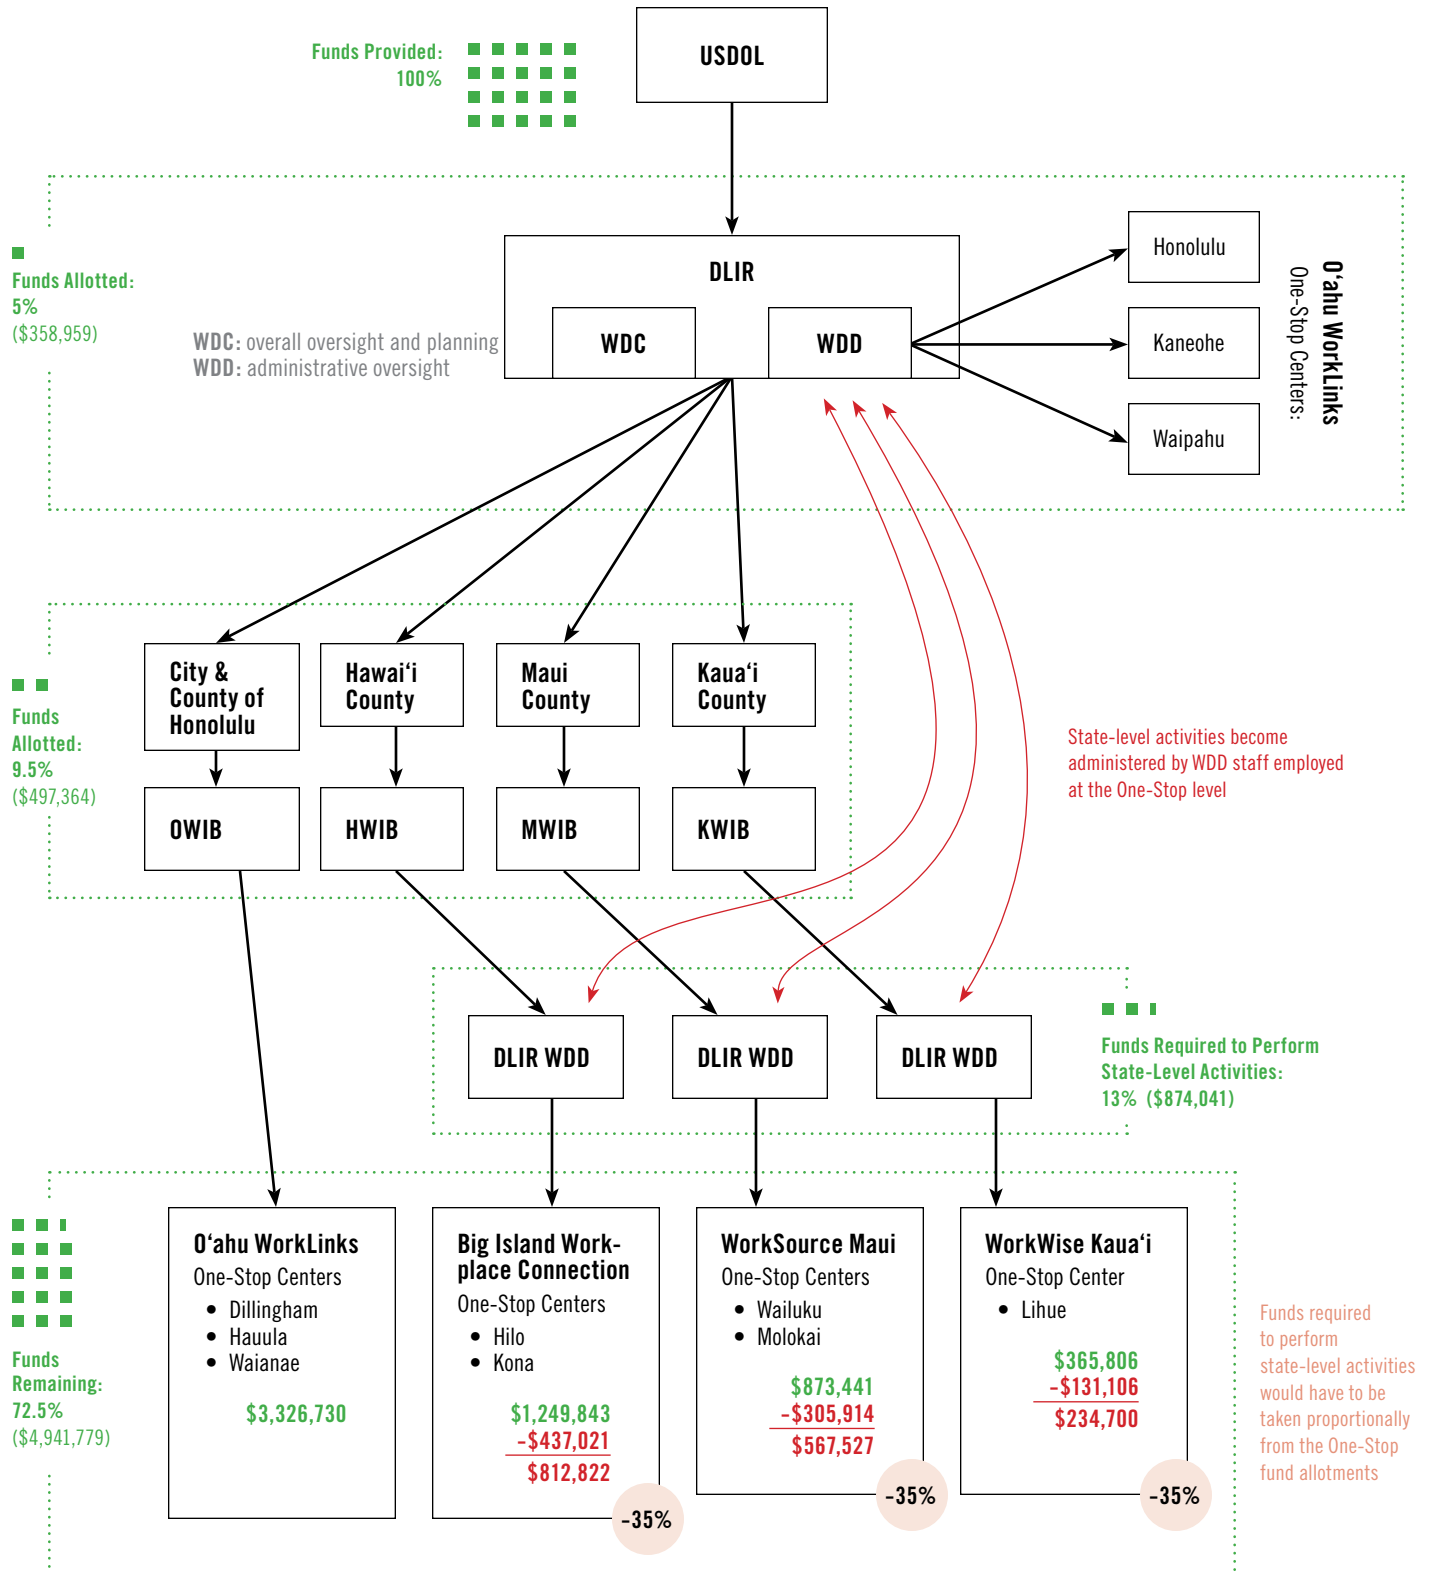 Funds Provided:
100%
USDOL
Funds Allotted:
5%
($358,959)
WDC: overall oversight and planning
WDD: administrative oversight
DLIR
WDC
WDD
Honolulu
Kaneohe
Waipahu
Oʻahu WorkLinks
One-Stop Centers:
Funds
Allotted:
9.5%
($497,364)
City &
County of
Honolulu
Hawaiʻi
County
Maui
County
Kauaʻi
County
OWIB
HWIB
MWIB
KWIB
State-level activities become
administered by WDD staff employed
at the One-Stop level
DLIR WDD
DLIR WDD
DLIR WDD
Funds Required to Perform
State-Level Activities:
13% ($874,041)
Funds
Remaining:
72.5%
($4,941,779)
Oʻahu WorkLinks
One-Stop Centers
• Dillingham
• Hauula
• Waianae
$3,326,730
Big Island Work-
place Connection
One-Stop Centers
• Hilo
• Kona
$1,249,843
–$437,021
$812,822
–35%
WorkSource Maui
One-Stop Centers
• Wailuku
• Molokai
$873,441
–$305,914
$567,527
–35%
WorkWise Kauaʻi
One-Stop Center
• Lihue
$365,806
–$131,106
$234,700
–35%
Funds required
to perform
state-level activities
would have to be
taken proportionally
from the One-Stop
fund allotments